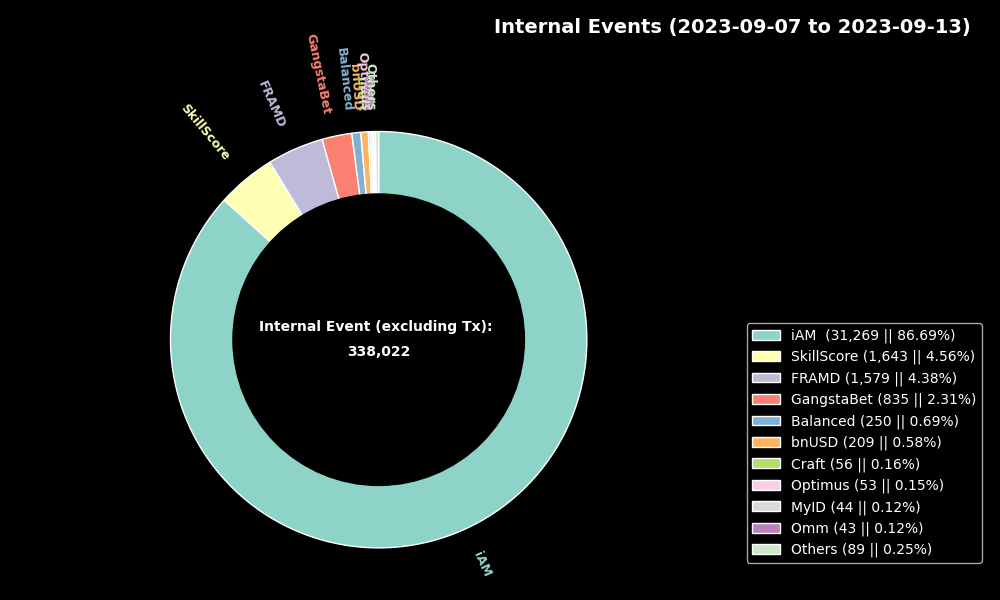 Internal Events (2023-09-07 to 2023-09-13)
SkillScore
FRAMD
GangstaBet
Balanced
bnUSD
Optimus
Others
Internal Event (excluding Tx):
338,022
iAM
iAM  (31,269 || 86.69%)
SkillScore (1,643 || 4.56%)
FRAMD (1,579 || 4.38%)
GangstaBet (835 || 2.31%)
Balanced (250 || 0.69%)
bnUSD (209 || 0.58%)
Craft (56 || 0.16%)
Optimus (53 || 0.15%)
MyID (44 || 0.12%)
Omm (43 || 0.12%)
Others (89 || 0.25%)